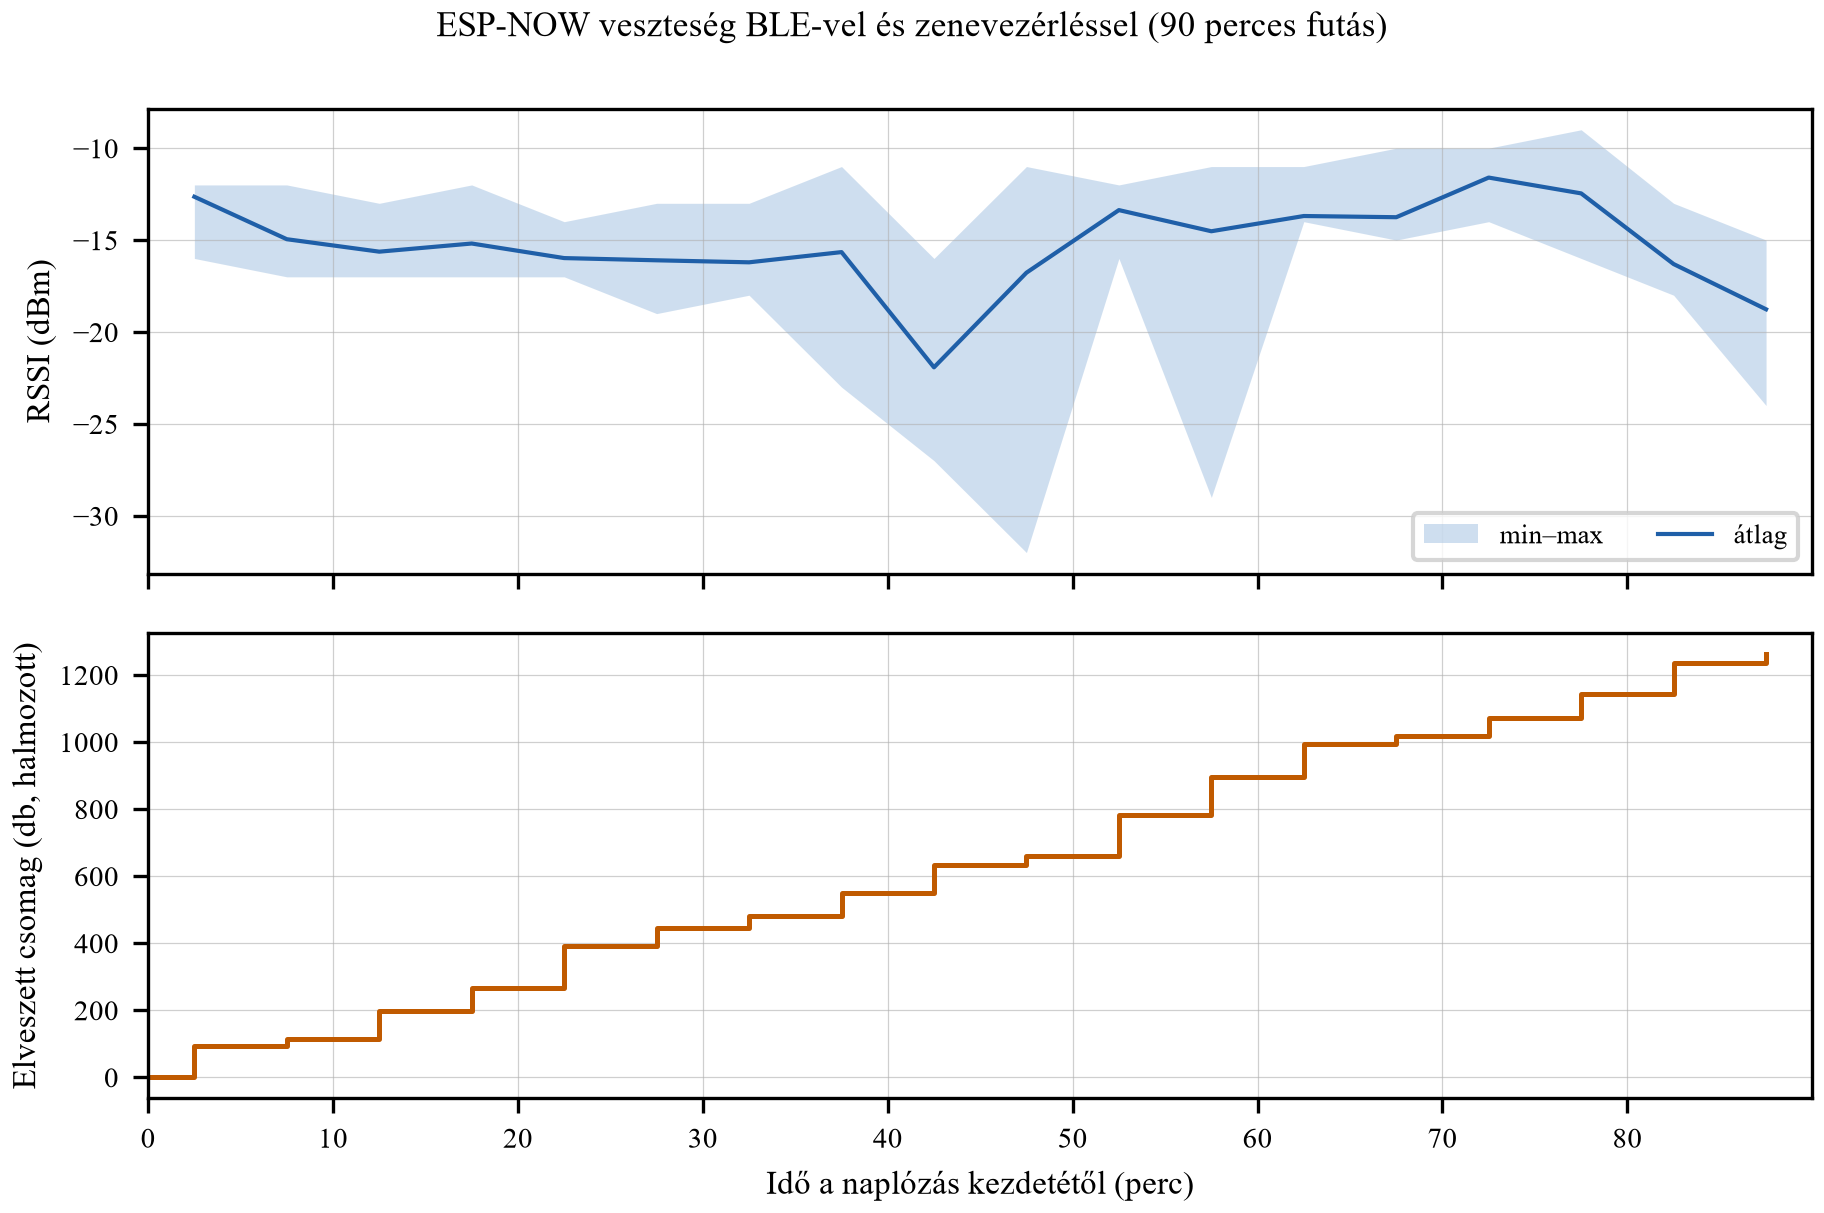 ESP-NOW veszteség BLE-vel és zenevezérléssel (90 perces futás)
RSSI (dBm)
−10
−15
−20
−25
−30
min–max
átlag
Elveszett csomag (db, halmozott)
1200
1000
800
600
400
200
0
0 10 20 30 40 50 60 70 80
Idő a naplózás kezdetétől (perc)